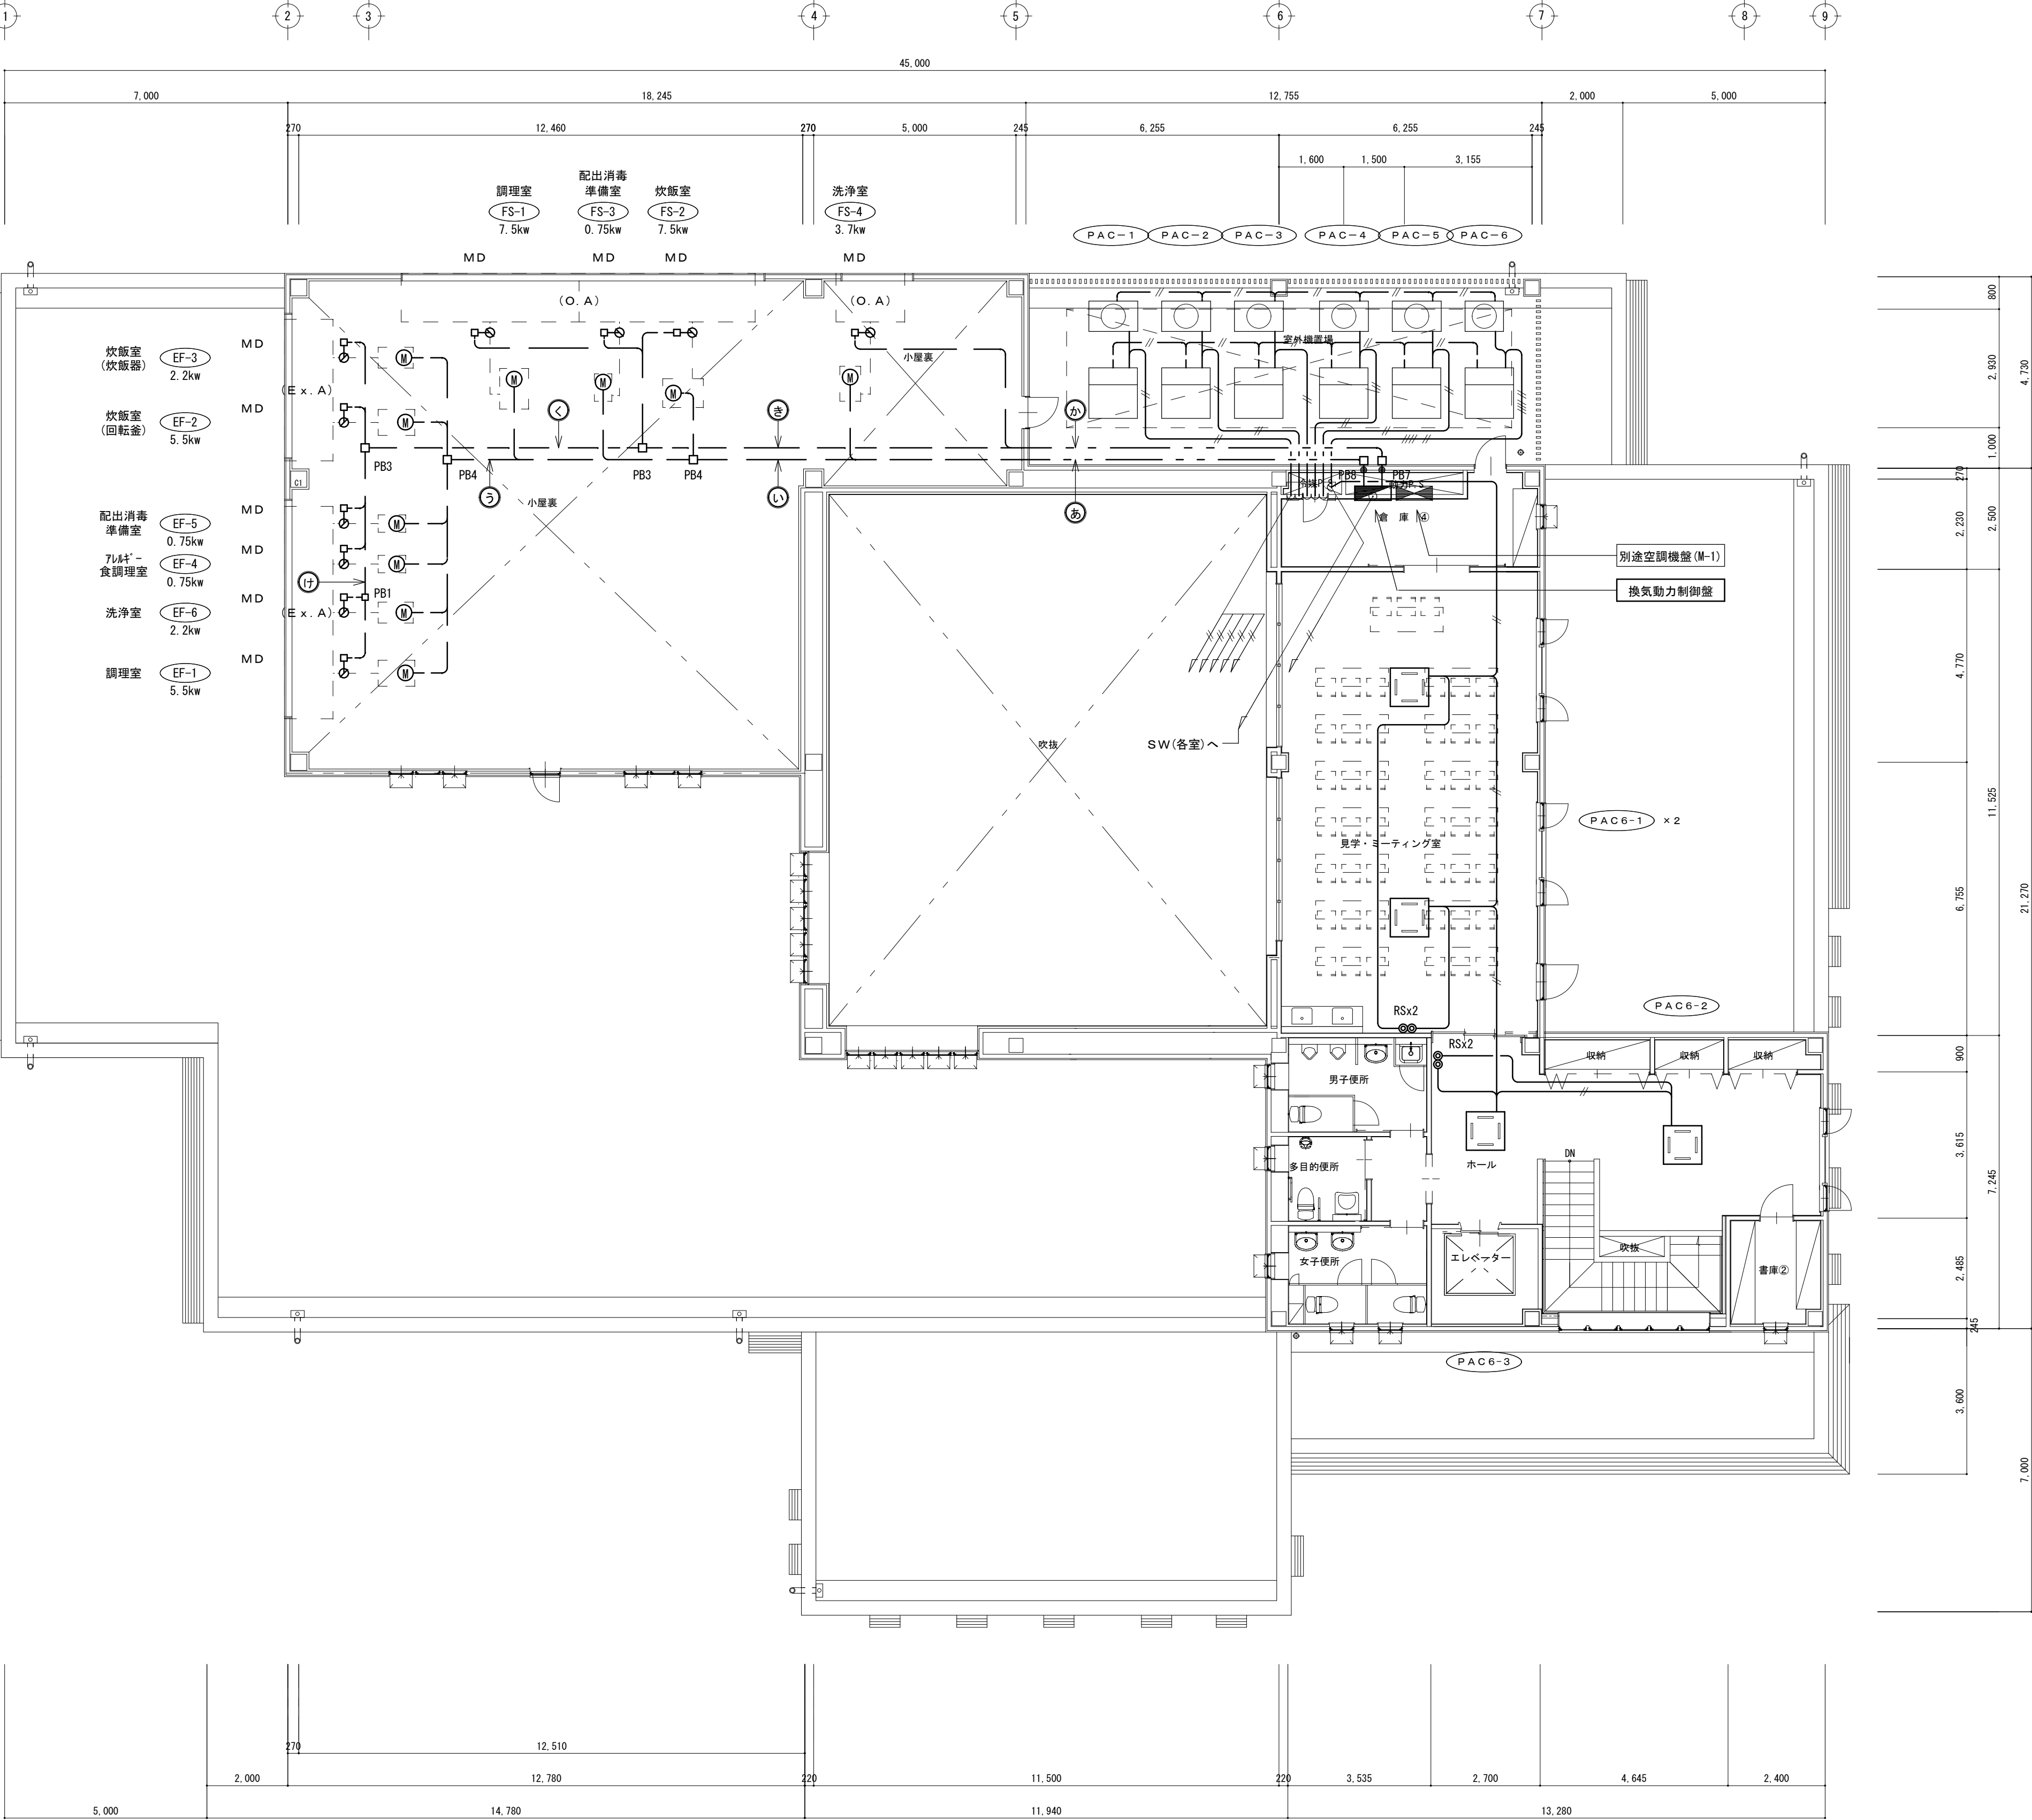 1
2
3
4
5
6
7
8
9
45,000
7,000
18,245
12,755
2,000
5,000
270
12,460
270
5,000
245
6,255
6,255
245
1,600
1,500
3,155
調理室
FS-1
7.5kw
配出消毒
準備室
FS-3
0.75kw
炊飯室
FS-2
7.5kw
洗浄室
FS-4
3.7kw
PAC-1
PAC-2
PAC-3
PAC-4
PAC-5
PAC-6
MD
MD
MD
MD
(O.A)
(O.A)
炊飯室
(炊飯器)
EF-3
2.2kw
MD
(Ex.A)
炊飯室
(回転釜)
EF-2
5.5kw
MD
配出消毒
準備室
EF-5
0.75kw
MD
アレルギー
食調理室
EF-4
0.75kw
MD
洗浄室
EF-6
2.2kw
MD
(Ex.A)
調理室
EF-1
5.5kw
MD
M
M
M
M
M
M
M
M
M
M
く
き
か
う
い
あ
け
PB3
PB4
PB3
PB4
PB1
PB8
PB7
C1
小屋裏
小屋裏
室外機置場
冷媒P.S
動力P.S
倉庫④
別途空調機盤(M-1)
換気動力制御盤
吹抜
SW(各室)へ
見学・ミーティング室
PAC6-1
×2
PAC6-2
RSx2
RSx2
収納
収納
収納
男子便所
多目的便所
女子便所
ホール
DN
エレベーター
吹抜
書庫②
PAC6-3
800
2,930
4,730
1,000
270
2,230
2,500
4,770
11,525
6,755
21,270
900
3,615
7,245
2,485
245
3,600
7,000
270
12,510
2,000
12,780
220
11,500
220
3,535
2,700
4,645
2,400
5,000
14,780
11,940
13,280